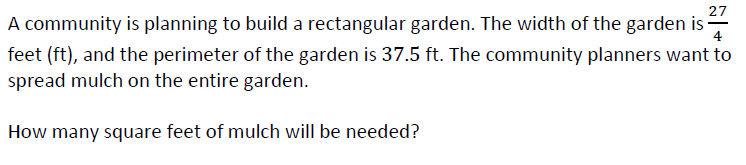 A community is planning to build a rectangular garden. The width of the garden is 27/4
feet (ft), and the perimeter of the garden is 37.5 ft. The community planners want to
spread mulch on the entire garden.
How many square feet of mulch will be needed?